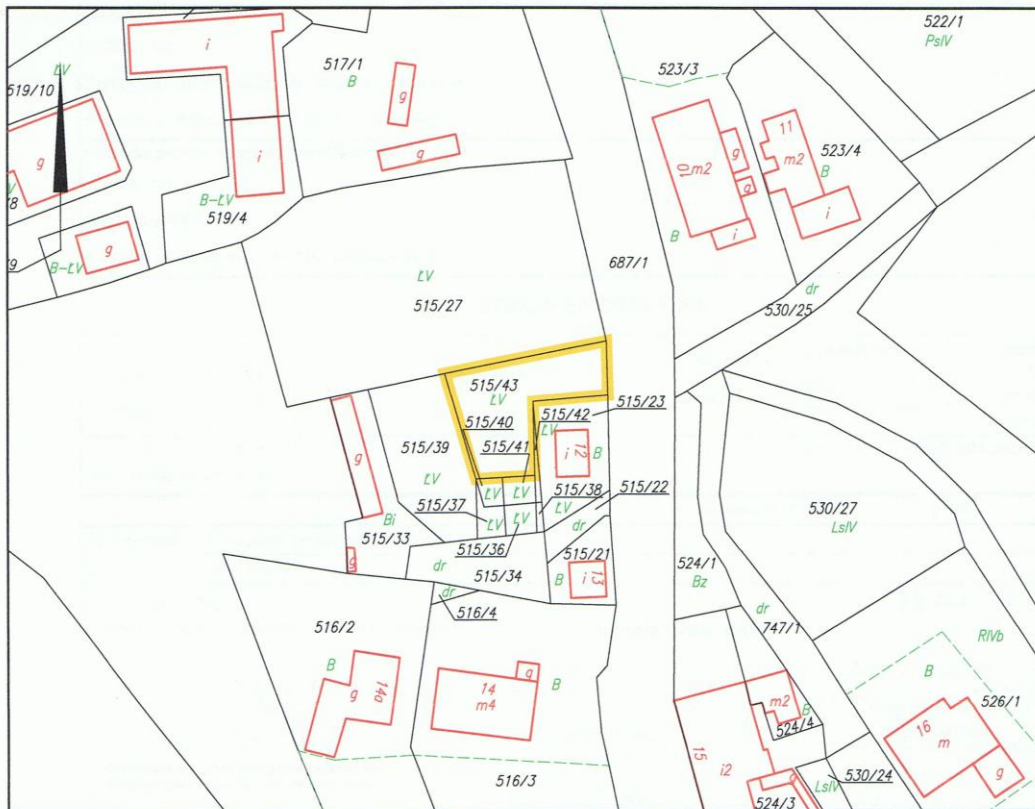 522/1
PsIV
523/3
517/1
B
i
ŁV
519/10
g
g
g
i
11
m2
523/4
B
10
m2
g
g
i
i
B-ŁV
519/4
g
B-ŁV
B
687/1
ŁV
515/27
dr
530/25
515/43
ŁV
515/40
515/42
515/23
ŁV
515/41
12
i
B
515/39
ŁV
g
ŁV
ŁV
515/38
515/22
ŁV
515/37
ŁV
ŁV
dr
530/27
LsIV
Bi
515/33
515/36
515/21
g
dr
515/34
B
i
13
524/1
Bz
dr
516/4
dr
747/1
516/2
B
g
14a
14
m4
g
B
RIVb
B
526/1
m2
B
524/4
16
m
g
15
i2
516/3
530/24
LsIV
g
524/3